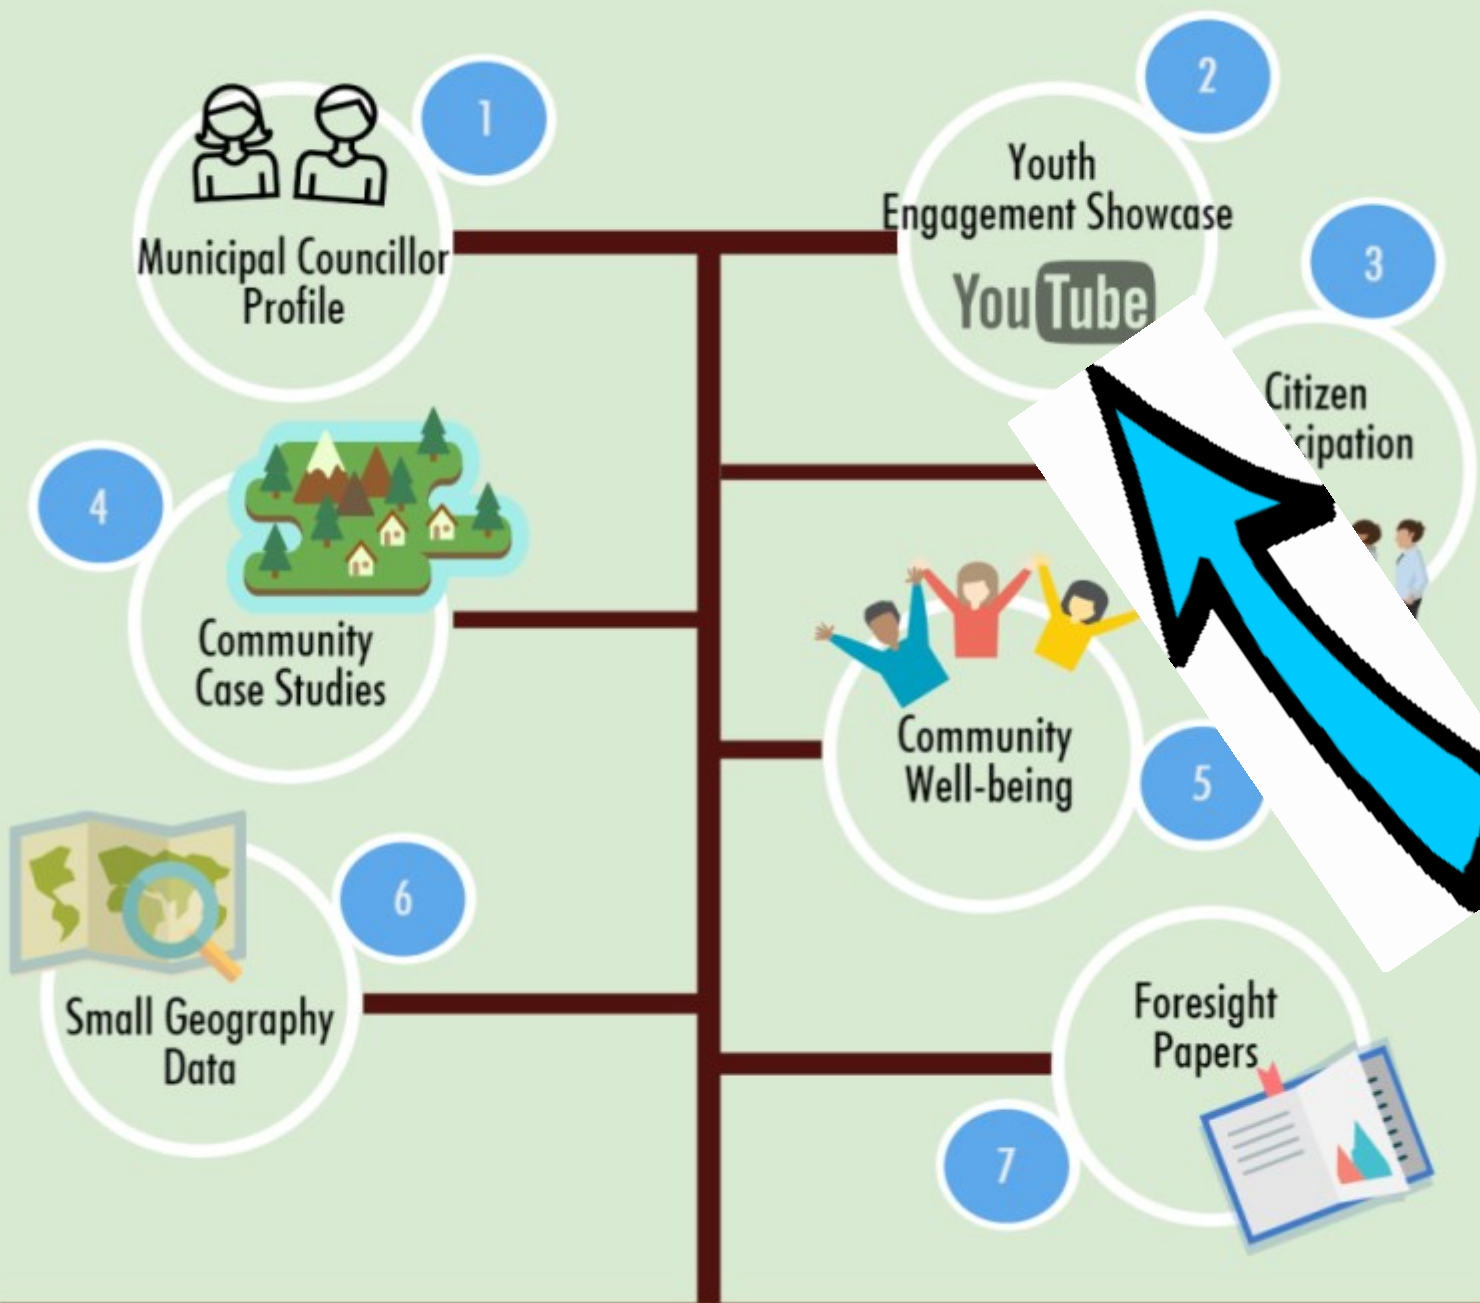 1
Municipal Councillor
Profile
2
Youth
Engagement Showcase
YouTube
3
Citizen
4
Community
Case Studies
5
Community
Well-being
6
Small Geography
Data
7
Foresight
Papers